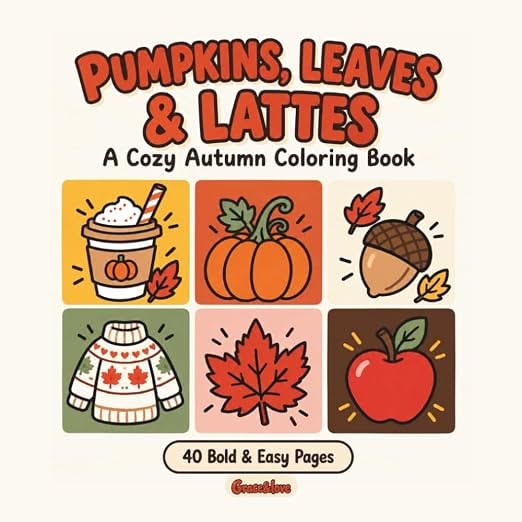 PUMPKINS, LEAVES
& LATTES
A Cozy Autumn Coloring Book
40 Bold & Easy Pages
Grace&love